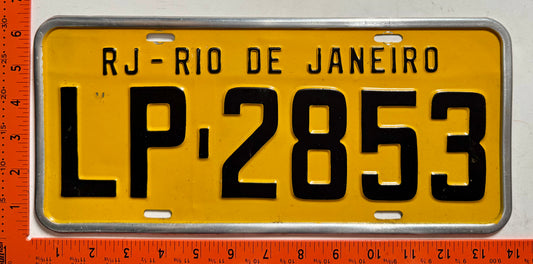 RJ - RIO DE JANEIRO
LP-2853